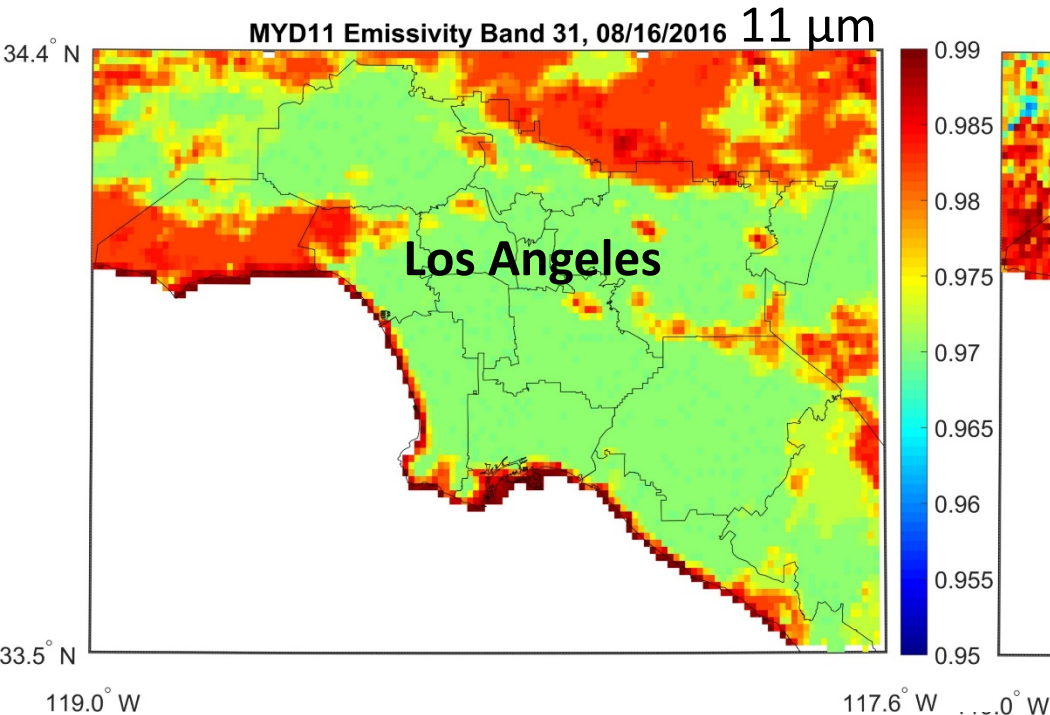 MYD11 Emissivity Band 31, 08/16/2016 11 μm
34.4° N
33.5° N
119.0° W
117.6° W
Los Angeles
0.99
0.985
0.98
0.975
0.97
0.965
0.96
0.955
0.95
.0° W